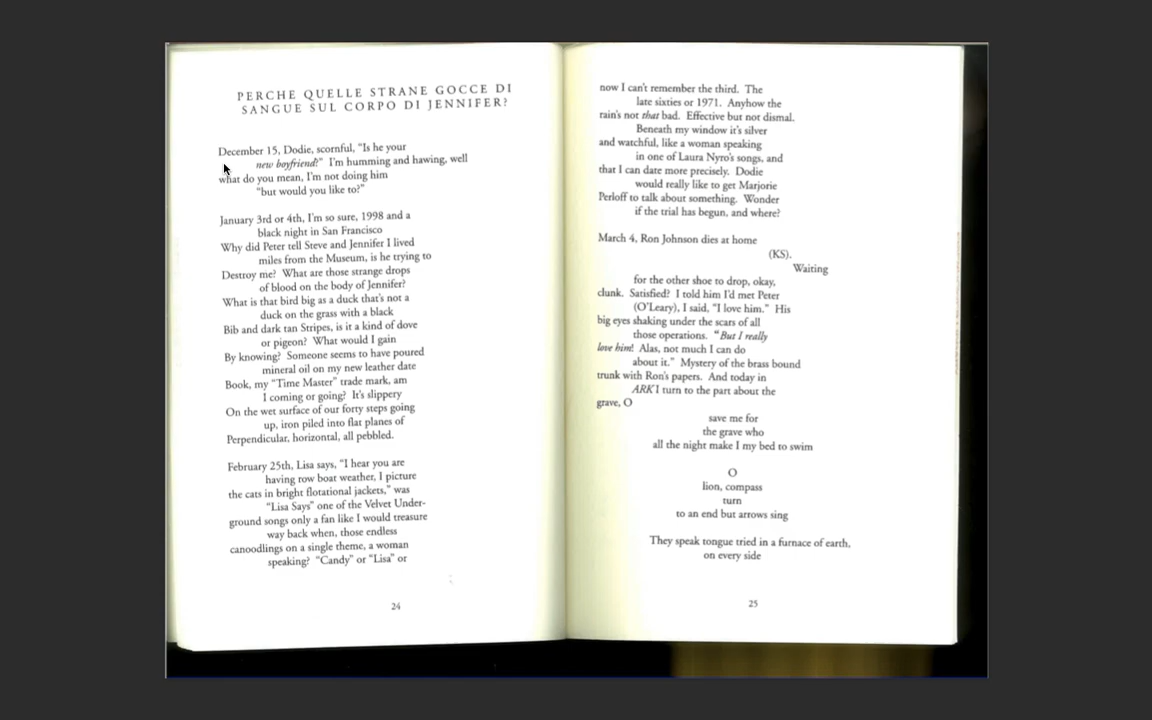 PERCHE QUELLE STRANE GOCCE DI
SANGUE SUL CORPO DI JENNIFER?
December 15, Dodie, scornful, "Is he your
new boyfriend?" I'm humming and hawing, well
what do you mean, I'm not doing him
"but would you like to?"
January 3rd or 4th, I'm so sure, 1998 and a
black night in San Francisco
Why did Peter tell Steve and Jennifer I lived
miles from the Museum, is he trying to
Destroy me? What are those strange drops
of blood on the body of Jennifer?
What is that bird big as a duck that's not a
duck on the grass with a black
Bib and dark tan Stripes, is it a kind of dove
or pigeon? What would I gain
By knowing? Someone seems to have poured
mineral oil on my new leather date
Book, my "Time Master" trade mark, am
I coming or going? It's slippery
On the wet surface of our forty steps going
up, iron piled into flat planes of
Perpendicular, horizontal, all pebbled.
February 25th, Lisa says, "I hear you are
having row boat weather, I picture
the cats in bright flotational jackets," was
"Lisa Says" one of the Velvet Under-
ground songs only a fan like I would treasure
way back when, those endless
canoodlings on a single theme, a woman
speaking? "Candy" or "Lisa" or
24
now I can't remember the third. The
late sixties or 1971. Anyhow the
rain's not that bad. Effective but not dismal.
Beneath my window it's silver
and watchful, like a woman speaking
in one of Laura Nyro's songs, and
that I can date more precisely. Dodie
would really like to get Marjorie
Perloff to talk about something. Wonder
if the trial has begun, and where?
March 4, Ron Johnson dies at home
(KS).
Waiting
for the other shoe to drop, okay,
clunk. Satisfied? I told him I'd met Peter
(O'Leary), I said, "I love him." His
big eyes shaking under the scars of all
those operations. "But I really
love him! Alas, not much I can do
about it." Mystery of the brass bound
trunk with Ron's papers. And today in
ARK I turn to the part about the
grave, O
save me for
the grave who
all the night make I my bed to swim
O
lion, compass
turn
to an end but arrows sing
They speak tongue tried in a furnace of earth,
on every side
25